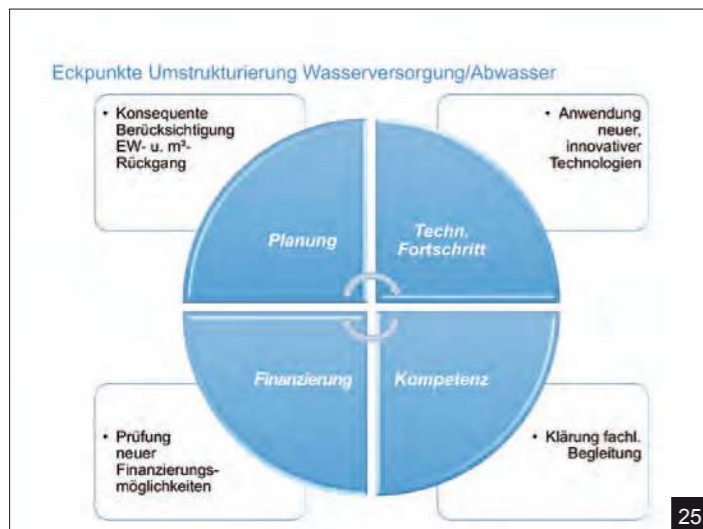 Eckpunkte Umstrukturierung Wasserversorgung/Abwasser
• Konsequente
Berücksichtigung
EW- u. m³-
Rückgang
• Anwendung
neuer,
innovativer
Technologien
Planung
Techn.
Fortschritt
Finanzierung
Kompetenz
• Prüfung
neuer
Finanzierungs-
möglichkeiten
• Klärung fachl.
Begleitung
25